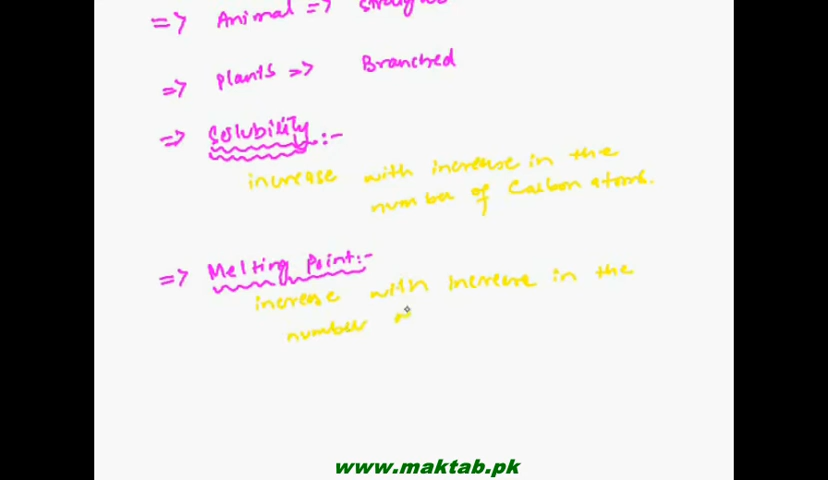 => Animal =>
=> Plants => Branched
=> Solubility :-
increase with increase in the
number of Carbon atoms.
=> Melting Point :-
increase with increase in the
number
www.maktab.pk